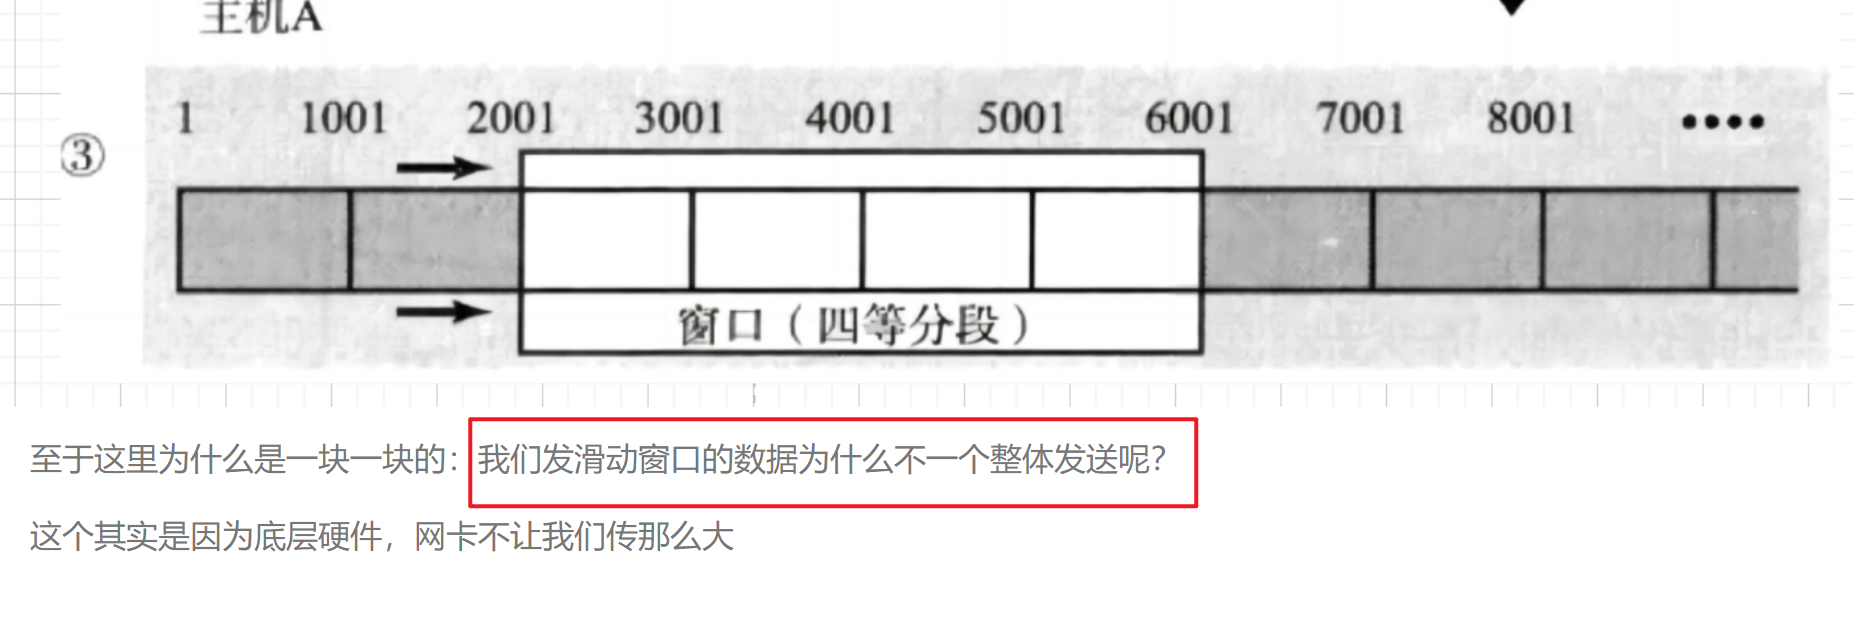 主机A
1 1001 2001 3001 4001 5001 6001 7001 8001 ••••
③
窗口（四等分段）
至于这里为什么是一块一块的：我们发滑动窗口的数据为什么不一个整体发送呢？
这个其实是因为底层硬件，网卡不让我们传那么大